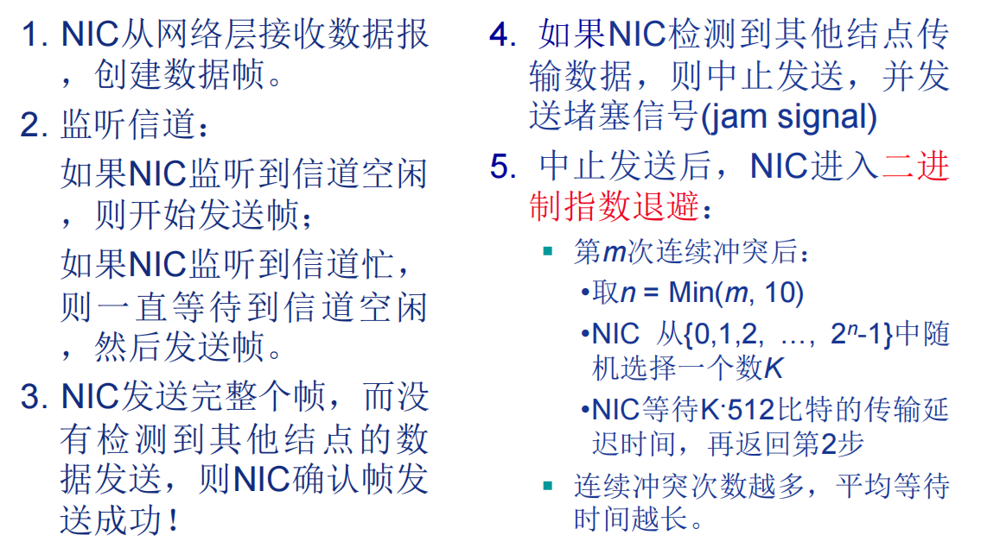 1. NIC从网络层接收数据报
，创建数据帧。
2. 监听信道：
如果NIC监听到信道空闲
，则开始发送帧；
如果NIC监听到信道忙，
则一直等待到信道空闲
，然后发送帧。
3. NIC发送完整个帧，而没
有检测到其他结点的数
据发送，则NIC确认帧发
送成功！
4. 如果NIC检测到其他结点传
输数据，则中止发送，并发
送堵塞信号(jam signal)
5. 中止发送后，NIC进入二进
制指数退避：
▪ 第m次连续冲突后：
•取n = Min(m, 10)
•NIC 从{0,1,2, …, 2ⁿ-1}中随
机选择一个数K
•NIC等待K·512比特的传输延
迟时间，再返回第2步
▪ 连续冲突次数越多，平均等待
时间越长。